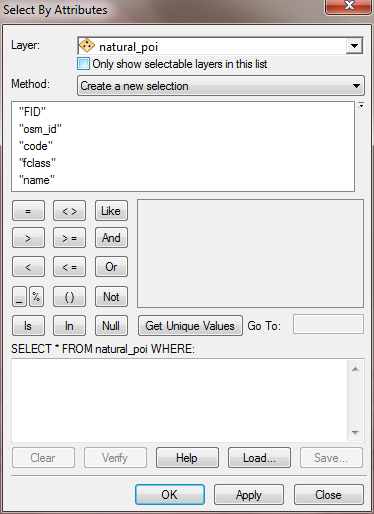 Select By Attributes
Layer: natural_poi
Only show selectable layers in this list
Method: Create a new selection
"FID"
"osm_id"
"code"
"fclass"
"name"
= < > Like
> > = And
< < = Or
_ % ( ) Not
Is In Null Get Unique Values Go To:
SELECT * FROM natural_poi WHERE:
Clear Verify Help Load... Save...
OK Apply Close